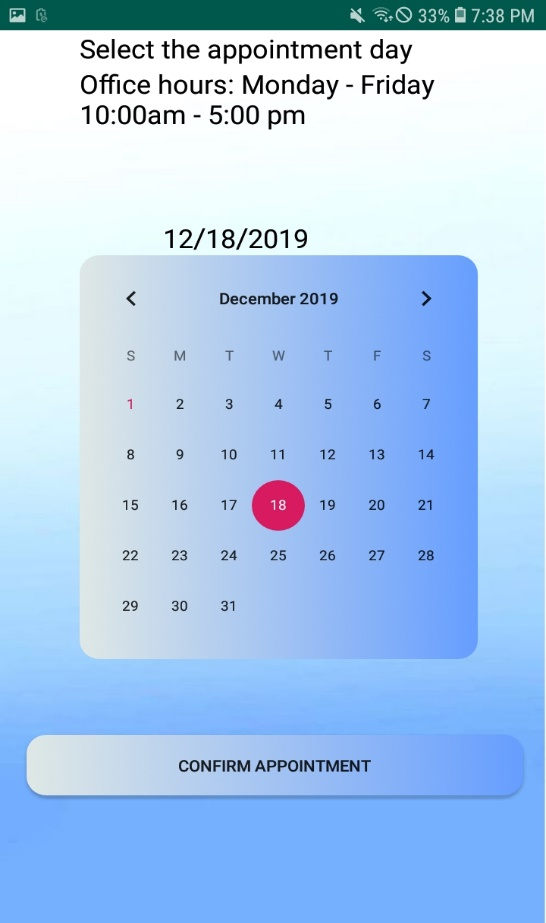 33% 7:38 PM
Select the appointment day
Office hours: Monday - Friday
10:00am - 5:00 pm
12/18/2019
December 2019
S M T W T F S
1 2 3 4 5 6 7
8 9 10 11 12 13 14
15 16 17 18 19 20 21
22 23 24 25 26 27 28
29 30 31
CONFIRM APPOINTMENT